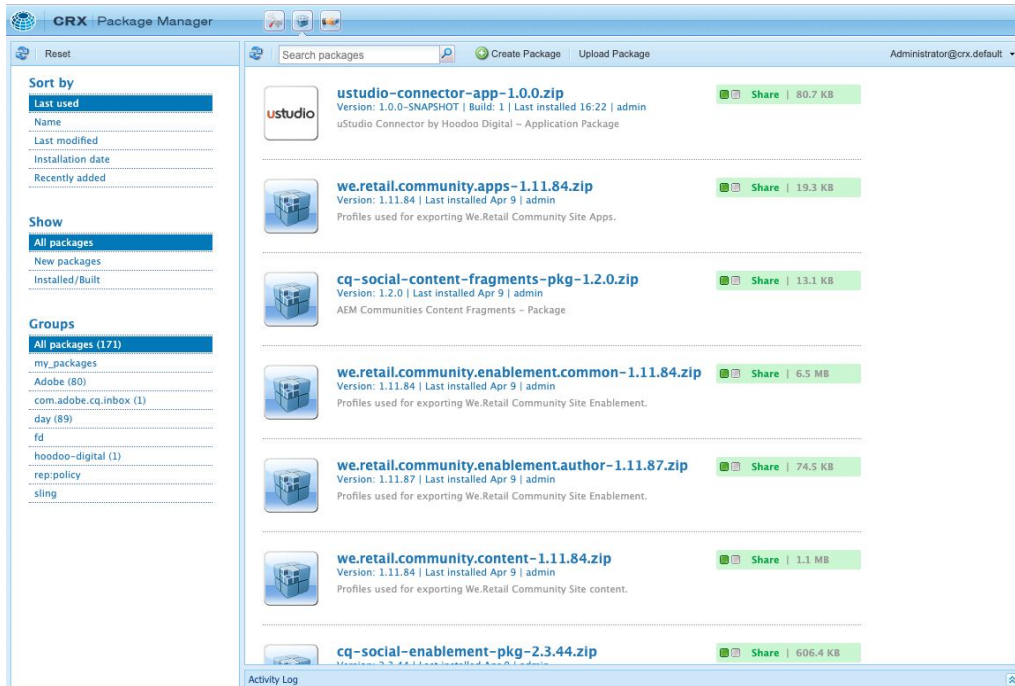 CRX Package Manager
Reset
Search packages
Create Package
Upload Package
Administrator@crx.default
Sort by
Last used
Name
Last modified
Installation date
Recently added
Show
All packages
New packages
Installed/Built
Groups
All packages (171)
my_packages
Adobe (80)
com.adobe.cq.inbox (1)
day (89)
fd
hoodoo-digital (1)
rep:policy
sling
ustudio
ustudio-connector-app-1.0.0.zip
Version: 1.0.0-SNAPSHOT | Build: 1 | Last installed 16:22 | admin
uStudio Connector by Hoodoo Digital – Application Package
Share | 80.7 KB
we.retail.community.apps-1.11.84.zip
Version: 1.11.84 | Last installed Apr 9 | admin
Profiles used for exporting We.Retail Community Site Apps.
Share | 19.3 KB
cq-social-content-fragments-pkg-1.2.0.zip
Version: 1.2.0 | Last installed Apr 9 | admin
AEM Communities Content Fragments – Package
Share | 13.1 KB
we.retail.community.enablement.common-1.11.84.zip
Version: 1.11.84 | Last installed Apr 9 | admin
Profiles used for exporting We.Retail Community Site Enablement.
Share | 6.5 MB
we.retail.community.enablement.author-1.11.87.zip
Version: 1.11.87 | Last installed Apr 9 | admin
Profiles used for exporting We.Retail Community Site Enablement.
Share | 74.5 KB
we.retail.community.content-1.11.84.zip
Version: 1.11.84 | Last installed Apr 9 | admin
Profiles used for exporting We.Retail Community Site content.
Share | 1.1 MB
cq-social-enablement-pkg-2.3.44.zip
Version: 2.3.44 | Last installed Apr 9 | admin
Share | 606.4 KB
Activity Log